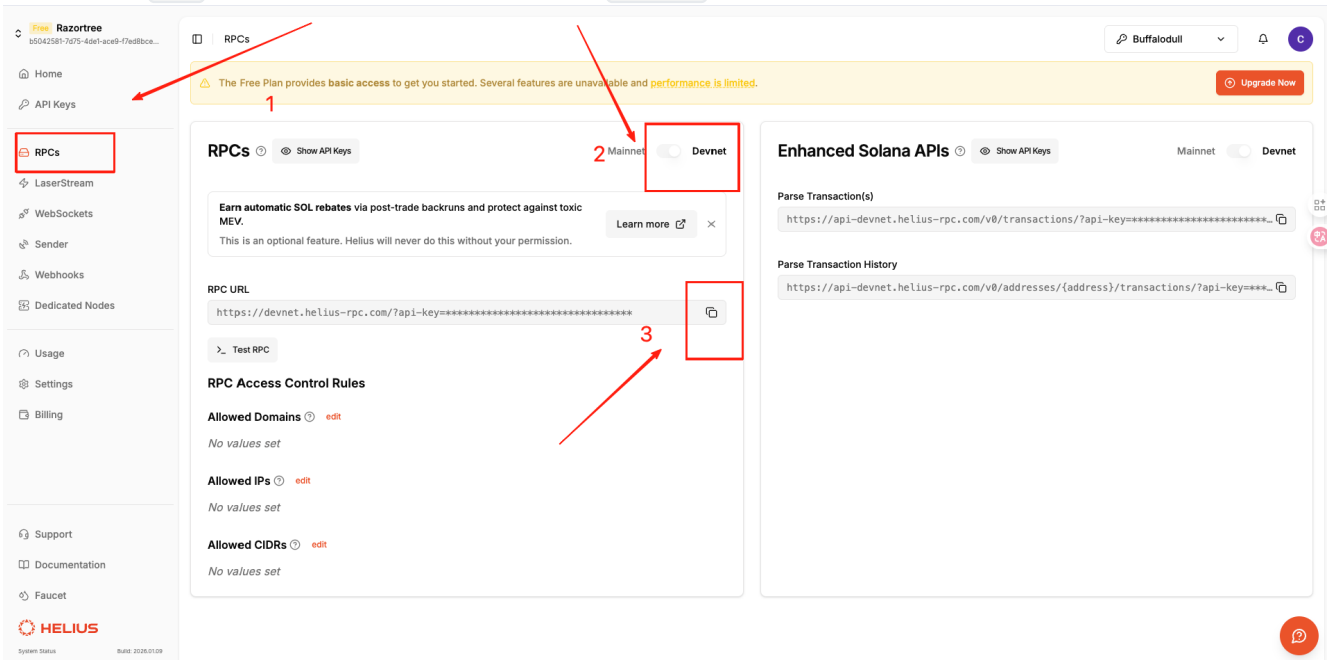 Free Razortree
b5042581-7d75-4de1-ace9-f7ed8bce...
Home
API Keys
RPCs
LaserStream
WebSockets
Sender
Webhooks
Dedicated Nodes
Usage
Settings
Billing
Support
Documentation
Faucet
HELIUS
System Status Build: 2026.01.09
RPCs
Buffalodull
C
The Free Plan provides basic access to get you started. Several features are unavailable and performance is limited.
Upgrade Now
1
RPCs Show API Keys
2 Mainnet Devnet
Earn automatic SOL rebates via post-trade backruns and protect against toxic
MEV.
This is an optional feature. Helius will never do this without your permission.
Learn more
RPC URL
https://devnet.helius-rpc.com/?api-key=********************************
3
Test RPC
RPC Access Control Rules
Allowed Domains edit
No values set
Allowed IPs edit
No values set
Allowed CIDRs edit
No values set
Enhanced Solana APIs Show API Keys
Mainnet Devnet
Parse Transaction(s)
https://api-devnet.helius-rpc.com/v0/transactions/?api-key=************************…
Parse Transaction History
https://api-devnet.helius-rpc.com/v0/addresses/{address}/transactions/?api-key=***…